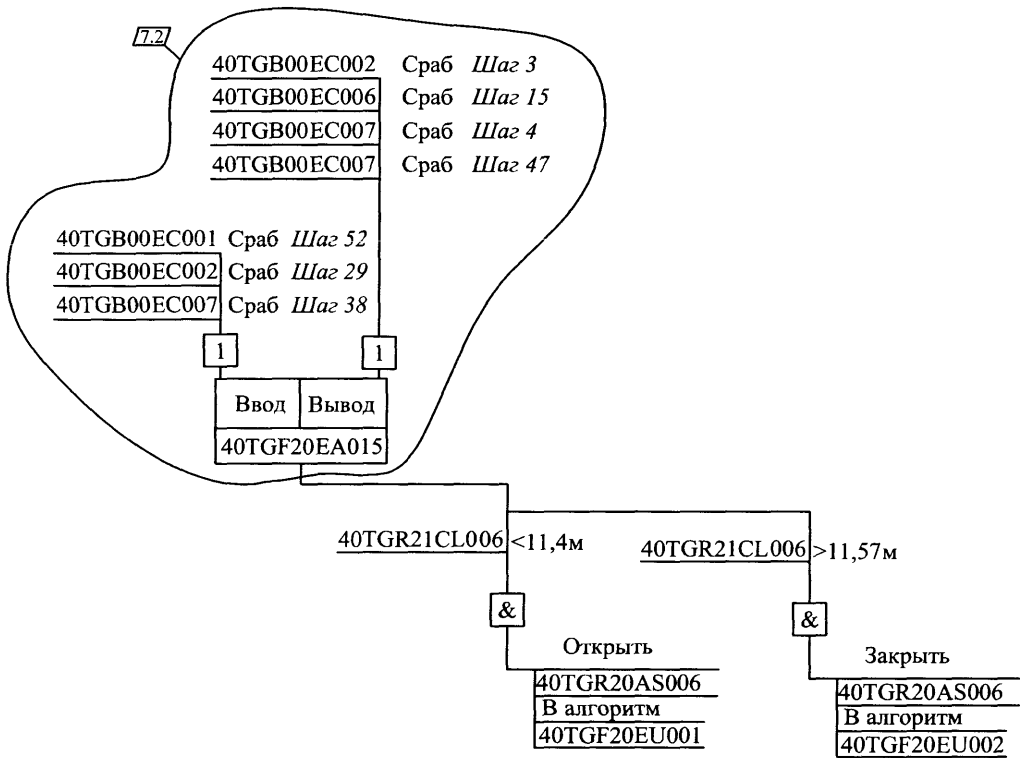 7.2
40TGB00EC002 Сраб Шаг 3
40TGB00EC006 Сраб Шаг 15
40TGB00EC007 Сраб Шаг 4
40TGB00EC007 Сраб Шаг 47
40TGB00EC001 Сраб Шаг 52
40TGB00EC002 Сраб Шаг 29
40TGB00EC007 Сраб Шаг 38
1 1
Ввод Вывод
40TGF20EA015
40TGR21CL006 <11,4м
40TGR21CL006 >11,57м
&
&
Открыть
40TGR20AS006
В алгоритм
40TGF20EU001
Закрыть
40TGR20AS006
В алгоритм
40TGF20EU002